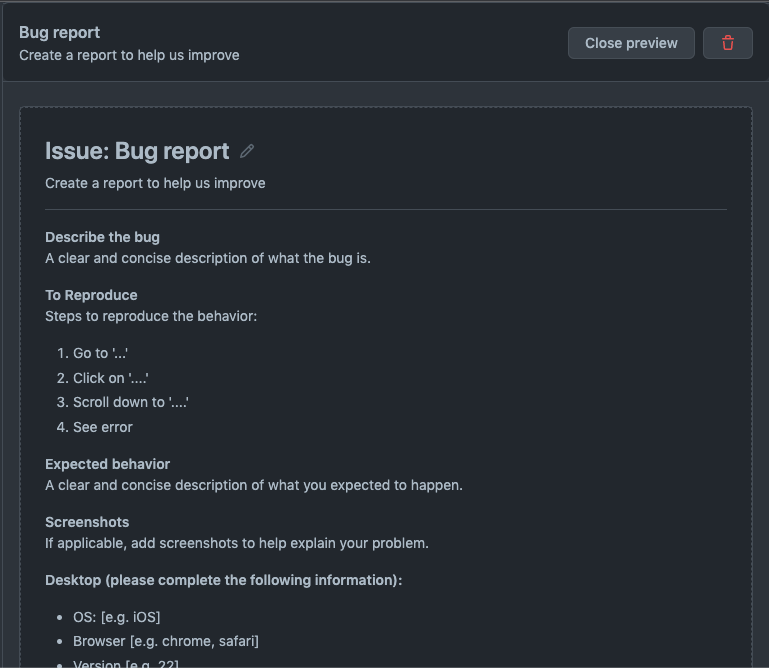 Bug report
Create a report to help us improve
Close preview
Issue: Bug report
Create a report to help us improve
Describe the bug
A clear and concise description of what the bug is.
To Reproduce
Steps to reproduce the behavior:
1. Go to '...'
2. Click on '....'
3. Scroll down to '....'
4. See error
Expected behavior
A clear and concise description of what you expected to happen.
Screenshots
If applicable, add screenshots to help explain your problem.
Desktop (please complete the following information):
• OS: [e.g. iOS]
• Browser [e.g. chrome, safari]
• Version [e.g. 22]